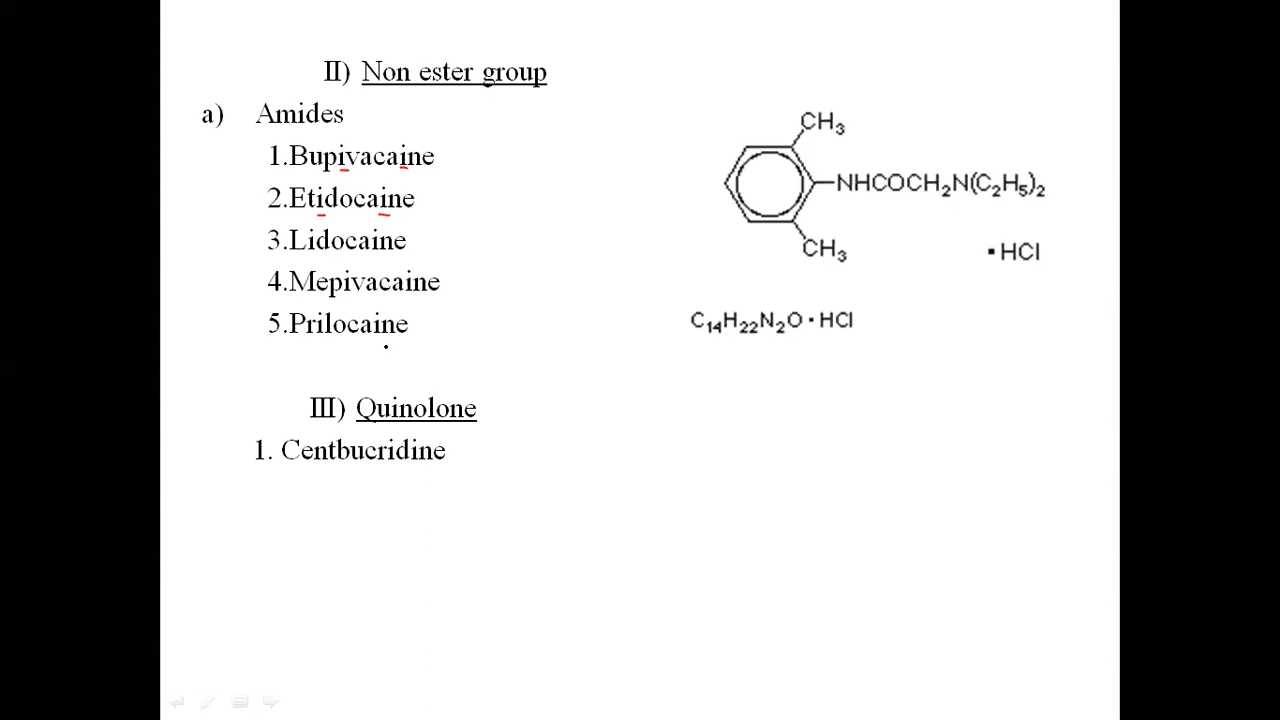 II) Non ester group
a) Amides
1.Bupivacaine
2.Etidocaine
3.Lidocaine
4.Mepivacaine
5.Prilocaine
III) Quinolone
1. Centbucridine
CH₃
NHCOCH₂N(C₂H₅)₂
CH₃
·HCl
C₁₄H₂₂N₂O·HCl